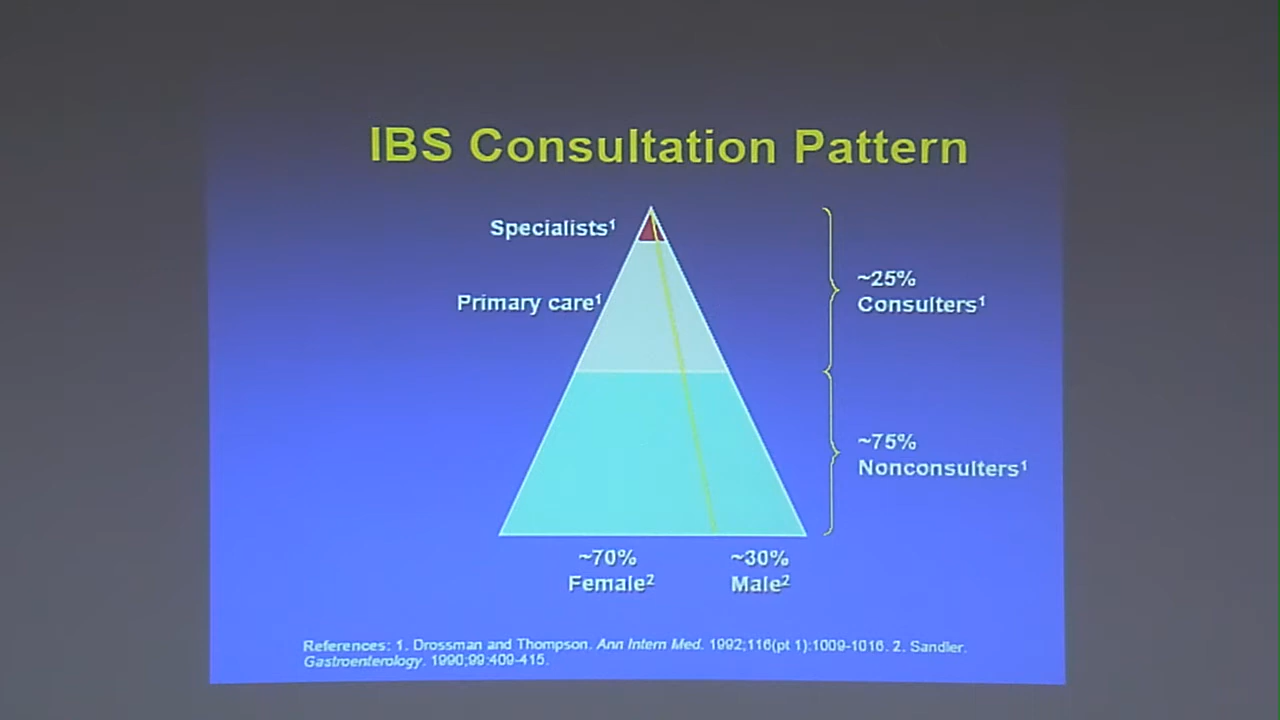 IBS Consultation Pattern
Specialists¹
Primary care¹
~25%
Consulters¹
~75%
Nonconsulters¹
~70%
Female²
~30%
Male²
References: 1. Drossman and Thompson. Ann Intern Med. 1992;116(pt 1):1009-1016. 2. Sandler.
Gastroenterology. 1990;99:409-415.